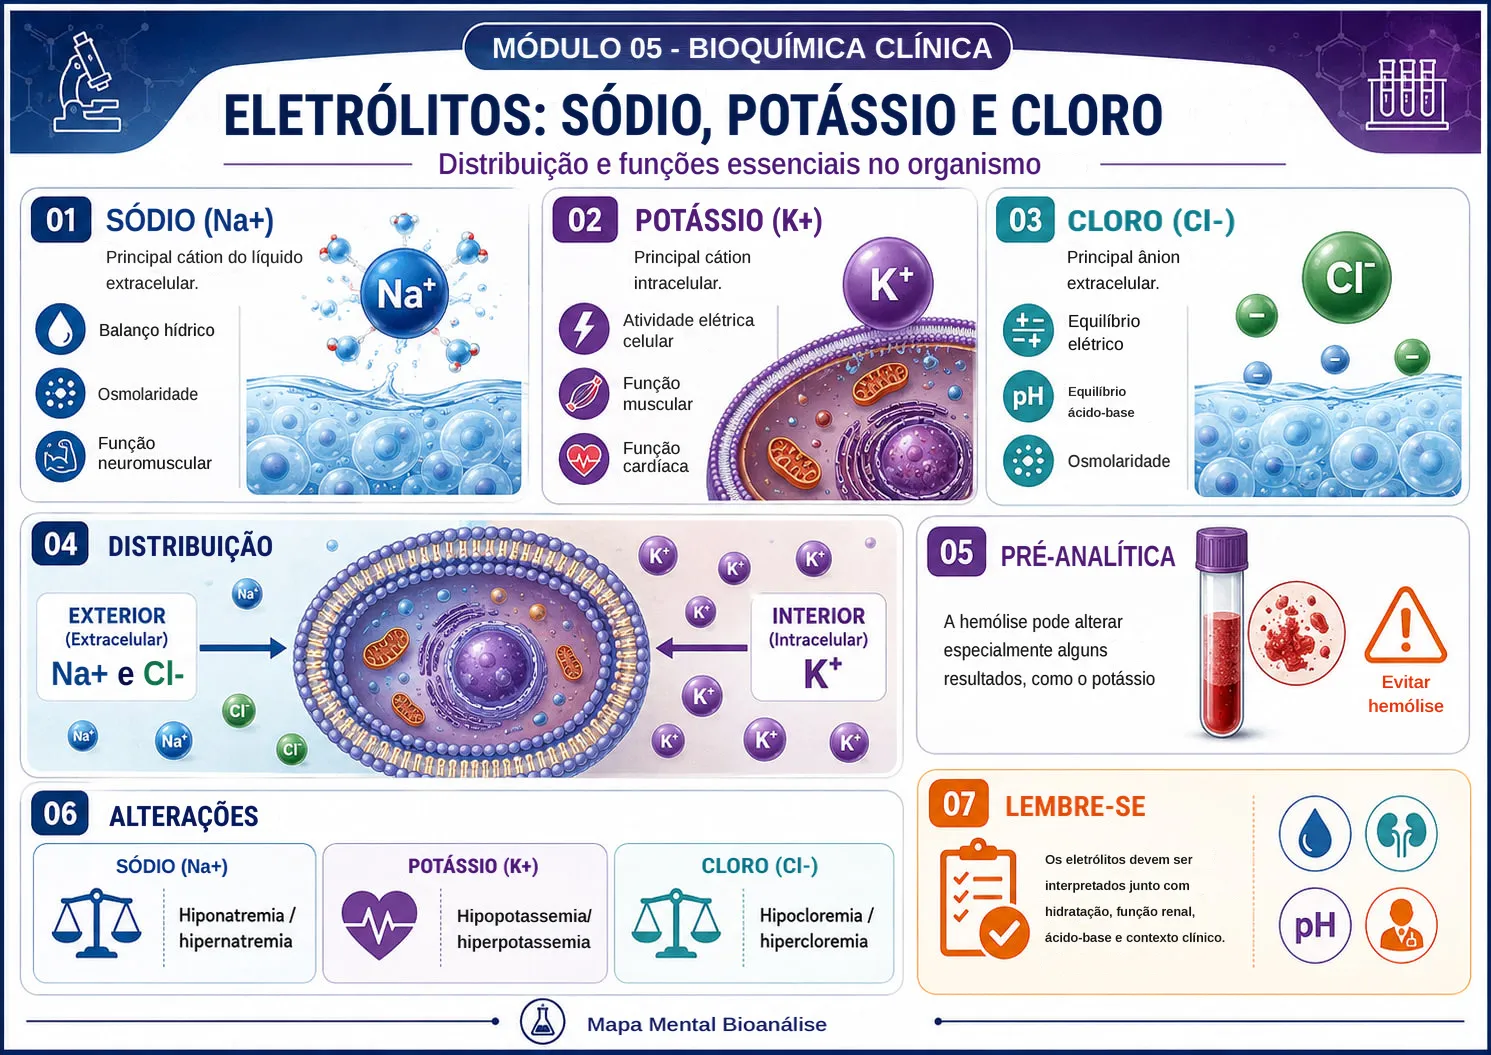 MÓDULO 05 - BIOQUÍMICA CLÍNICA
ELETRÓLITOS: SÓDIO, POTÁSSIO E CLORO
Distribuição e funções essenciais no organismo
01 SÓDIO (Na+)
Principal cátion do líquido
extracelular.
Balanço hídrico
Osmolaridade
Função
neuromuscular
Na+
02 POTÁSSIO (K+)
Principal cátion
intracelular.
Atividade elétrica
celular
Função
muscular
Função
cardíaca
K+
03 CLORO (Cl-)
Principal ânion
extracelular.
Equilíbrio
elétrico
pH
Equilíbrio
ácido-base
Osmolaridade
Cl-
04 DISTRIBUIÇÃO
EXTERIOR
(Extracelular)
Na+ e Cl-
Na+
Cl-
Na+
Na+
Cl-
K+
K+
K+
K+
K+
K+
K+
K+
INTERIOR
(Intracelular)
K+
05 PRÉ-ANALÍTICA
A hemólise pode alterar
especialmente alguns
resultados, como o potássio
Evitar
hemólise
06 ALTERAÇÕES
SÓDIO (Na+)
Hiponatremia /
hipernatremia
POTÁSSIO (K+)
Hipopotassemia/
hiperpotassemia
CLORO (Cl-)
Hipocloremia /
hipercloremia
07 LEMBRE-SE
Os eletrólitos devem ser
interpretados junto com
hidratação, função renal,
ácido-base e contexto clínico.
pH
Mapa Mental Bioanálise